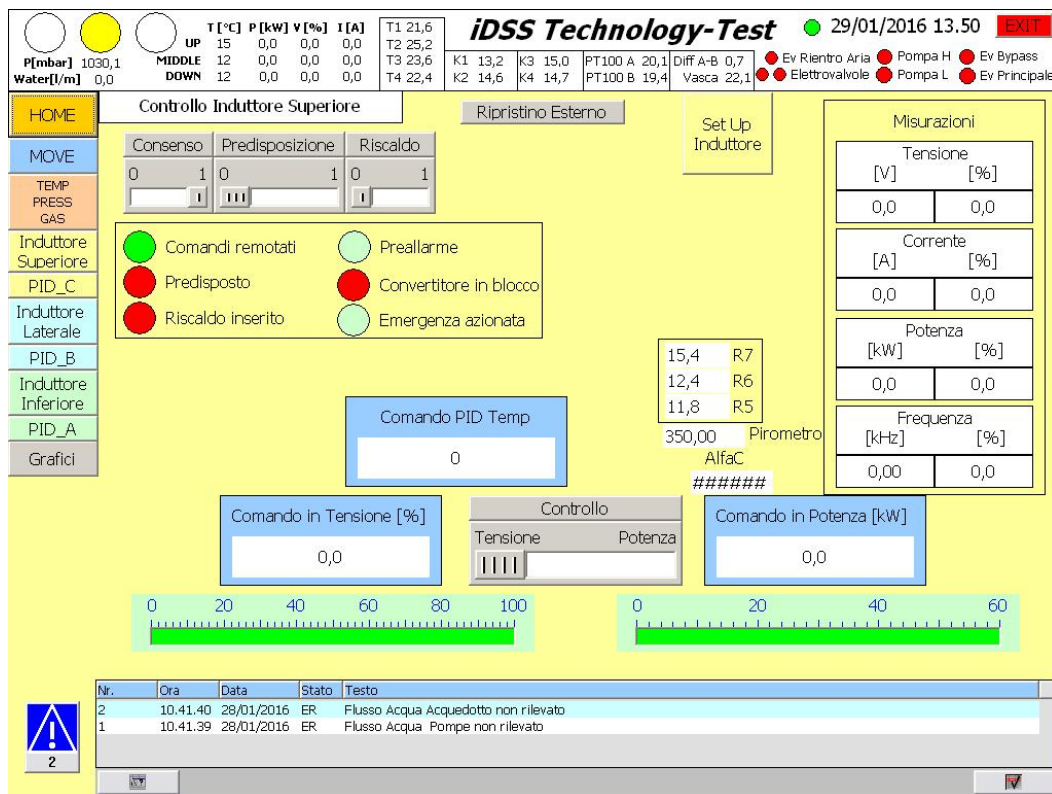 T [°C] P [kW] V [%] I [A]
UP 15 0,0 0,0 0,0
MIDDLE 12 0,0 0,0 0,0
DOWN 12 0,0 0,0 0,0
P[mbar] 1030,1
Water[l/m] 0,0
T1 21,6
T2 25,2
T3 23,6
T4 22,4
iDSS Technology-Test
29/01/2016 13.50
EXIT
K1 13,2 K3 15,0 PT100 A 20,1 Diff A-B 0,7
K2 14,6 K4 14,7 PT100 B 19,4 Vasca 22,1
Ev Rientro Aria Pompa H Ev Bypass
Elettrovalvole Pompa L Ev Principale
HOME
MOVE
TEMP
PRESS
GAS
Induttore
Superiore
PID_C
Induttore
Laterale
PID_B
Induttore
Inferiore
PID_A
Grafici
Controllo Induttore Superiore
Ripristino Esterno
Set Up
Induttore
Consenso Predisposizione Riscaldo
0 1 0 1 0 1
Comandi remotati Preallarme
Predisposto Convertitore in blocco
Riscaldo inserito Emergenza azionata
Misurazioni
Tensione
[V] [%]
0,0 0,0
Corrente
[A] [%]
0,0 0,0
Potenza
[kW] [%]
0,0 0,0
Frequenza
[kHz] [%]
0,00 0,0
15,4 R7
12,4 R6
11,8 R5
350,00 Pirometro
AlfaC
######
Comando PID Temp
0
Comando in Tensione [%]
0,0
Controllo
Tensione Potenza
Comando in Potenza [kW]
0,0
0 20 40 60 80 100
0 20 40 60
Nr. Ora Data Stato Testo
2 10.41.40 28/01/2016 ER Flusso Acqua Acquedotto non rilevato
1 10.41.39 28/01/2016 ER Flusso Acqua Pompe non rilevato
2